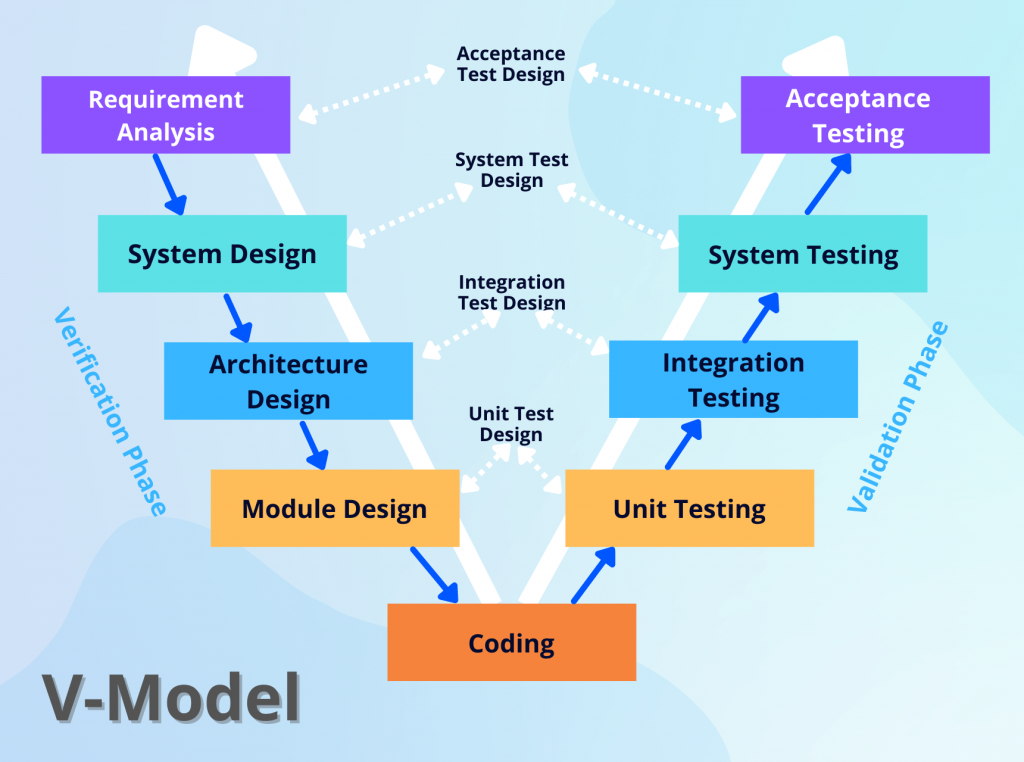 Acceptance
Test Design
Requirement
Analysis
Acceptance
Testing
System Test
Design
System Design
System Testing
Integration
Test Design
Verification Phase
Architecture
Design
Integration
Testing
Validation Phase
Unit Test
Design
Module Design
Unit Testing
Coding
V-Model